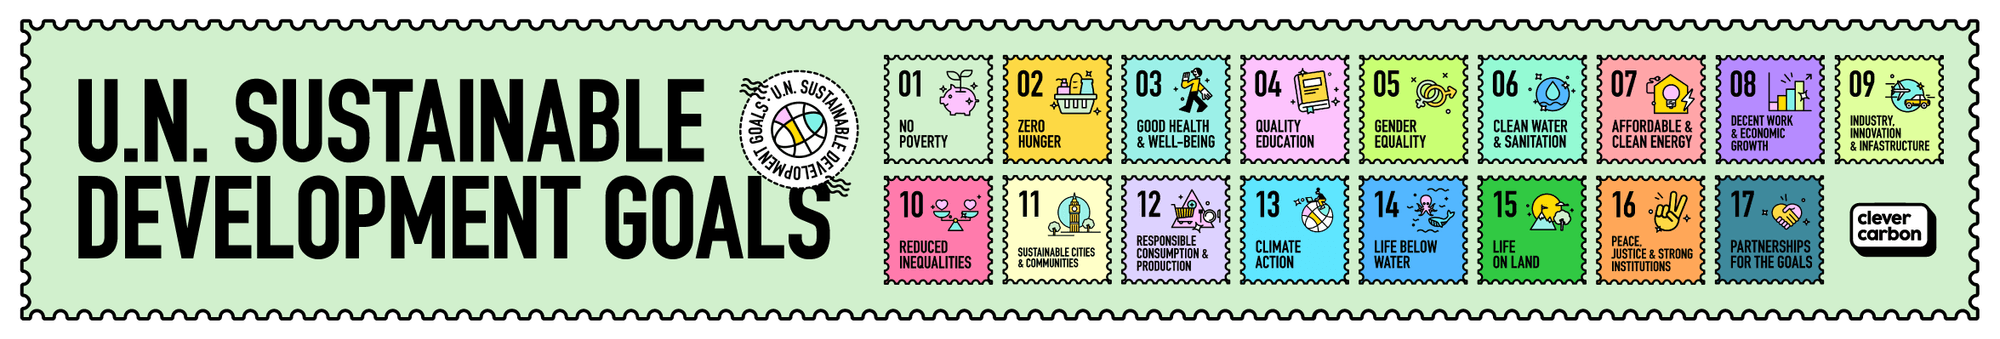 U.N. SUSTAINABLE
DEVELOPMENT GOALS
U.N. SUSTAINABLE DEVELOPMENT GOALS
01
NO
POVERTY
02
ZERO
HUNGER
03
GOOD HEALTH
& WELL-BEING
04
QUALITY
EDUCATION
05
GENDER
EQUALITY
06
CLEAN WATER
& SANITATION
07
AFFORDABLE &
CLEAN ENERGY
08
DECENT WORK
& ECONOMIC
GROWTH
09
INDUSTRY,
INNOVATION
& INFASTRUCTURE
10
REDUCED
INEQUALITIES
11
SUSTAINABLE CITIES
& COMMUNITIES
12
RESPONSIBLE
CONSUMPTION &
PRODUCTION
13
CLIMATE
ACTION
14
LIFE BELOW
WATER
15
LIFE
ON LAND
16
PEACE,
JUSTICE & STRONG
INSTITUTIONS
17
PARTNERSHIPS
FOR THE GOALS
clever
carbon